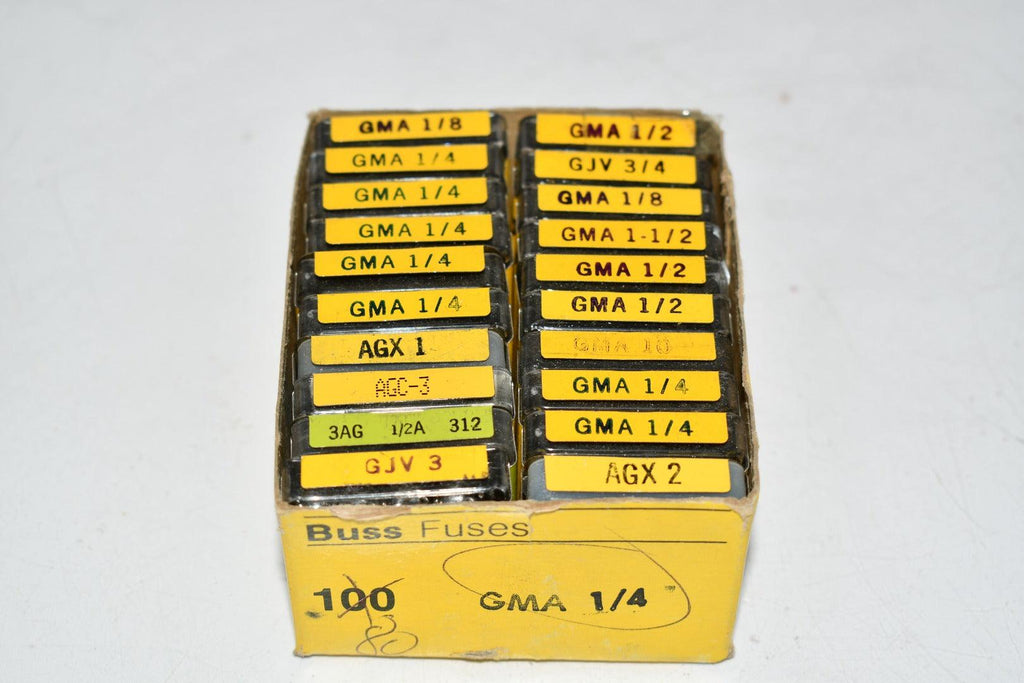 GMA 1/8
GMA 1/4
GMA 1/4
GMA 1/4
GMA 1/4
GMA 1/4
AGX 1
AGC-3
3AG 1/2A 312
GJV 3
GMA 1/2
GJV 3/4
GMA 1/8
GMA 1-1/2
GMA 1/2
GMA 1/2
GMA 10
GMA 1/4
GMA 1/4
AGX 2
Buss Fuses
100 GMA 1/4
80